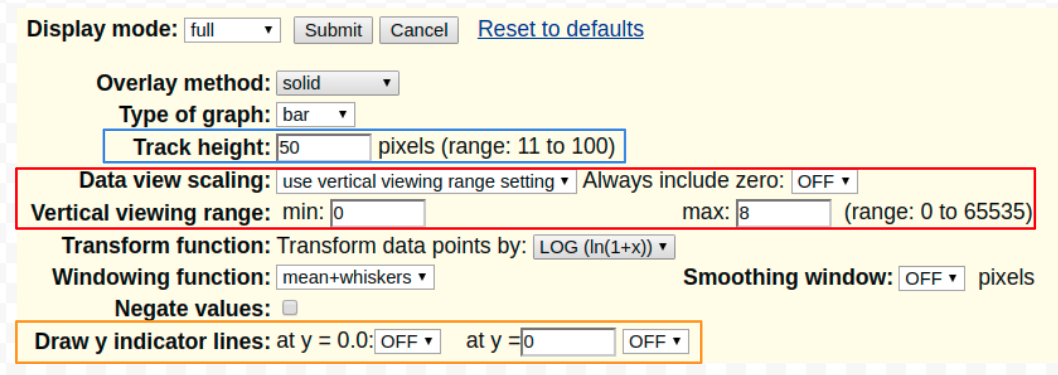 Display mode: full Submit Cancel Reset to defaults
Overlay method: solid
Type of graph: bar
Track height: 50 pixels (range: 11 to 100)
Data view scaling: use vertical viewing range setting Always include zero: OFF
Vertical viewing range: min: 0 max: 8 (range: 0 to 65535)
Transform function: Transform data points by: LOG (ln(1+x))
Windowing function: mean+whiskers Smoothing window: OFF pixels
Negate values:
Draw y indicator lines: at y = 0.0: OFF at y =0 OFF